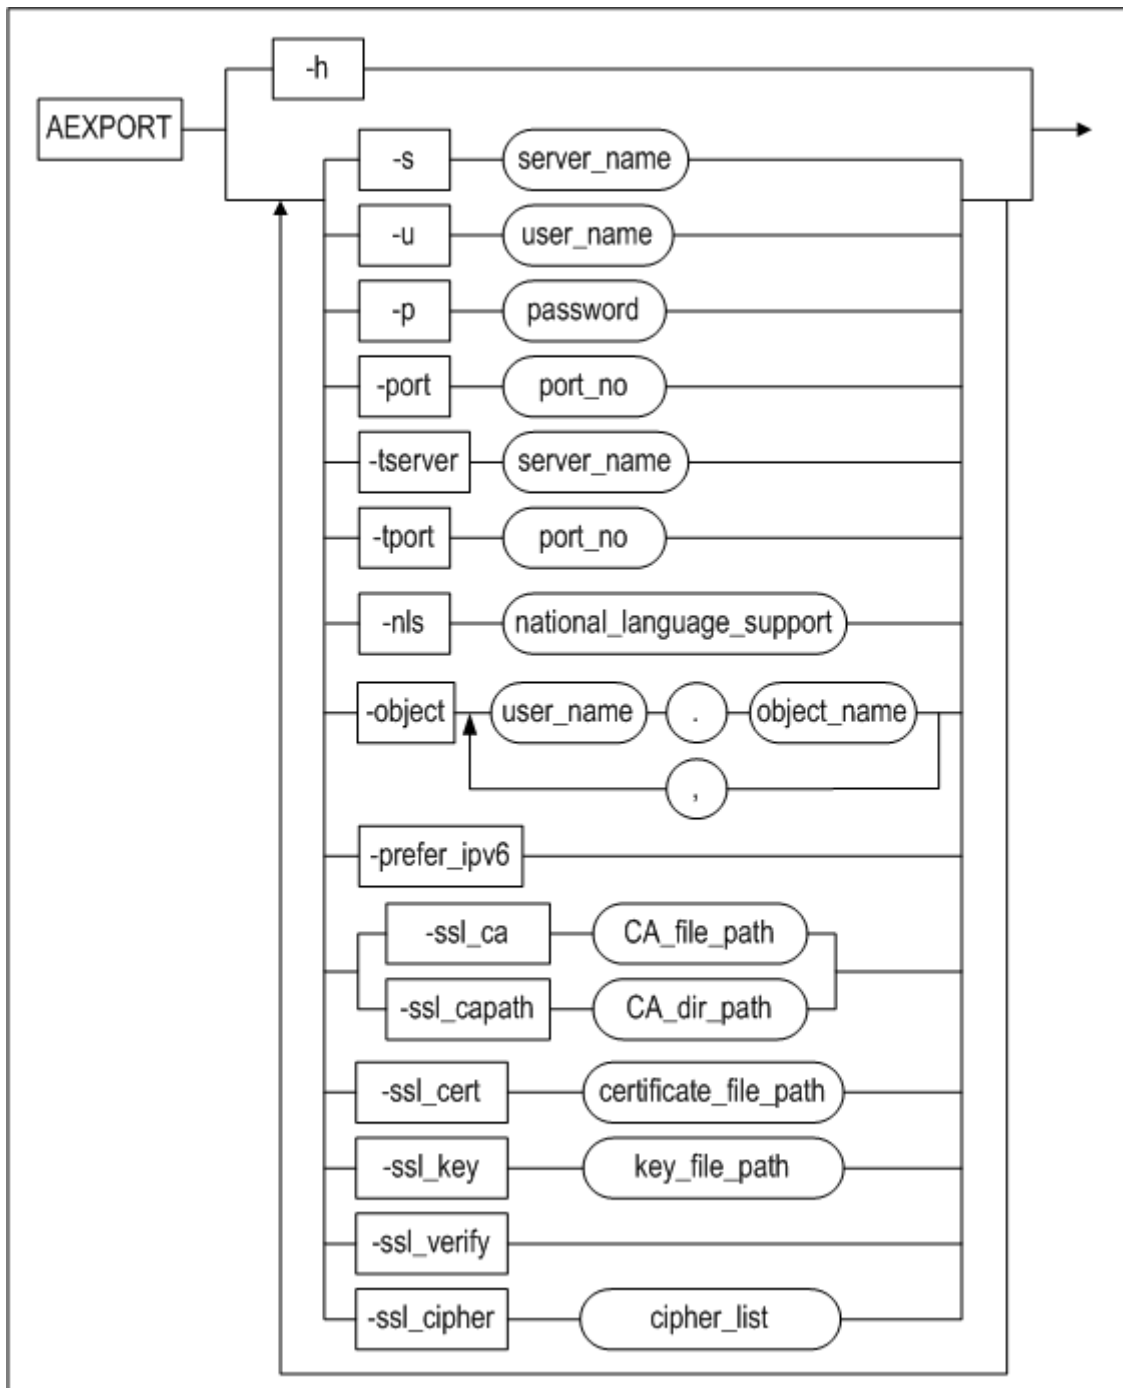 -h
AEXPORT
-s server_name
-u user_name
-p password
-port port_no
-tserver server_name
-tport port_no
-nls national_language_support
-object user_name . object_name
,
-prefer_ipv6
-ssl_ca CA_file_path
-ssl_capath CA_dir_path
-ssl_cert certificate_file_path
-ssl_key key_file_path
-ssl_verify
-ssl_cipher cipher_list